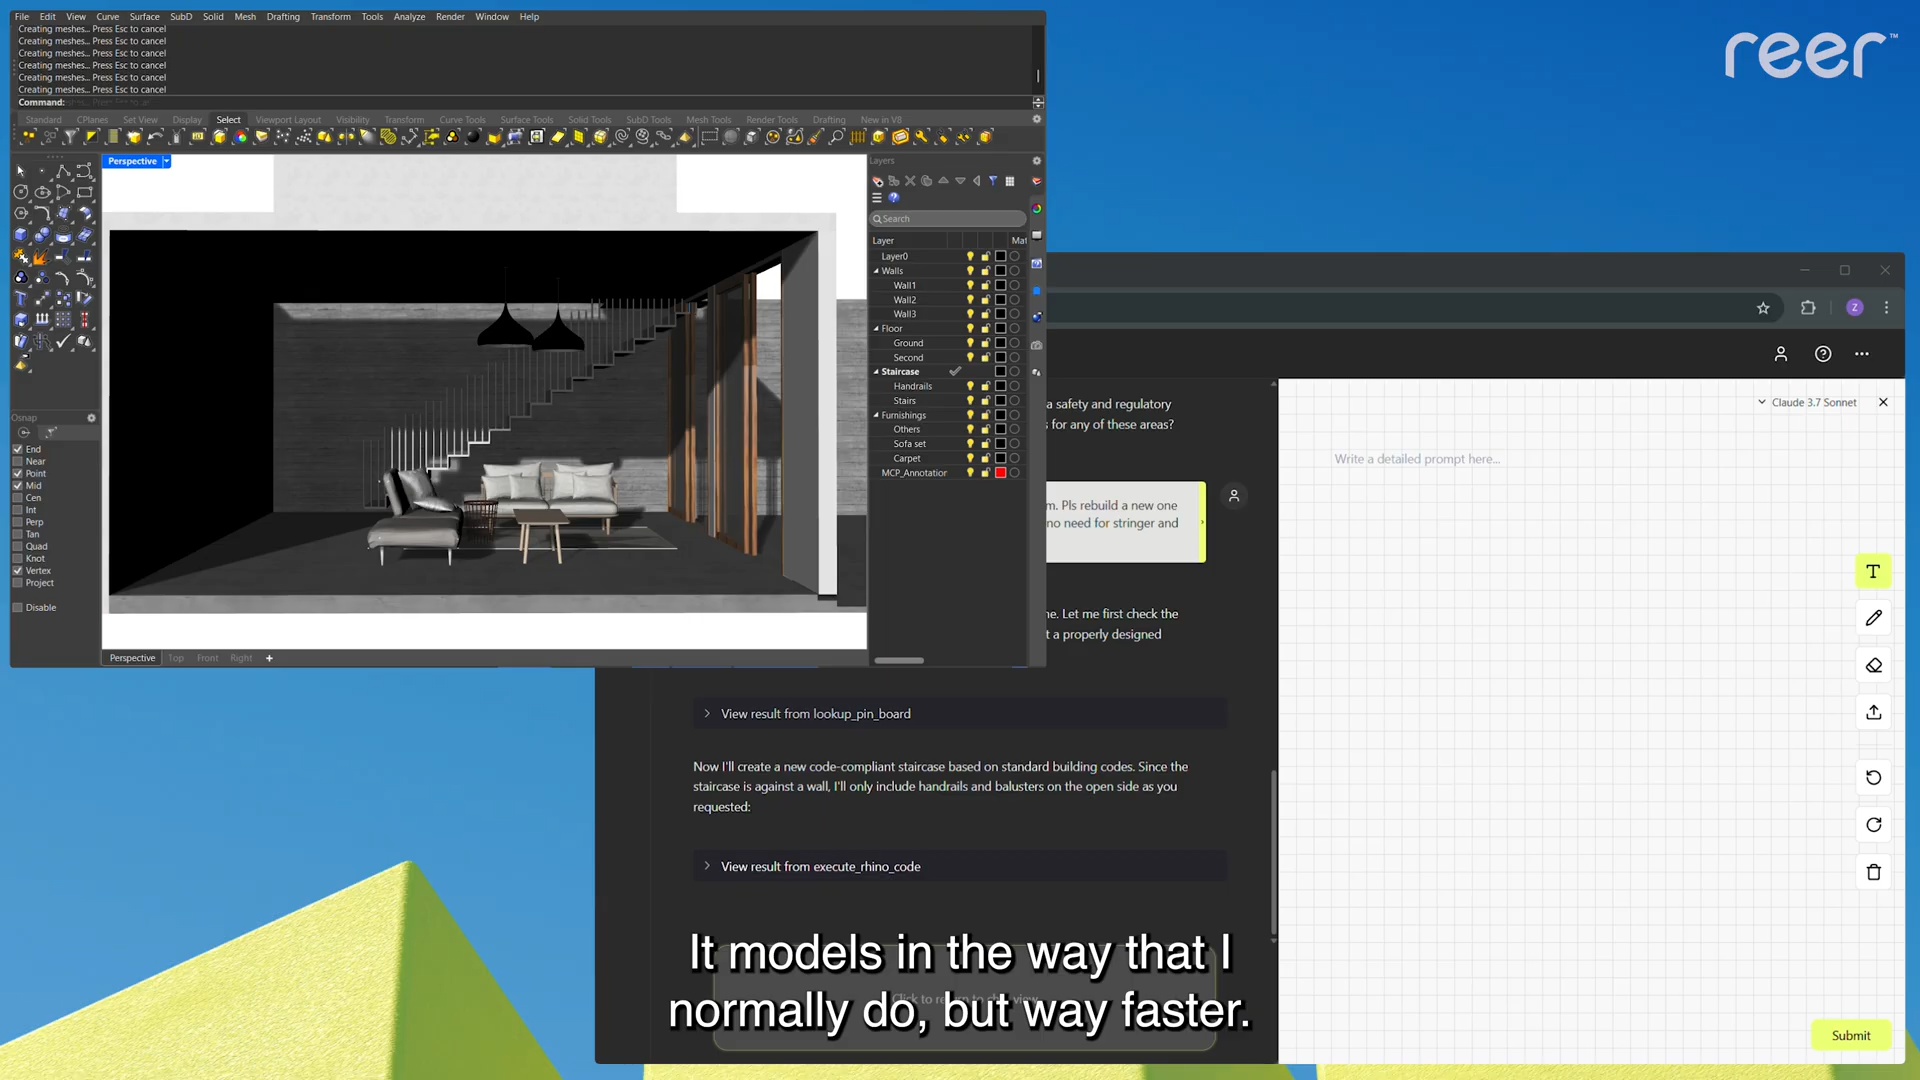 File Edit View Curve Surface SubD Solid Mesh Drafting Transform Tools Analyze Render Window Help
Creating meshes... Press Esc to cancel
Creating meshes... Press Esc to cancel
Creating meshes... Press Esc to cancel
Creating meshes... Press Esc to cancel
Creating meshes... Press Esc to cancel
Creating meshes... Press Esc to cancel
Command:
Standard CPlanes Set View Display Select Viewport Layout Visibility Transform Curve Tools Surface Tools Solid Tools SubD Tools Mesh Tools Render Tools Drafting New in V8
Perspective
Osnap
End
Near
Point
Mid
Cen
Int
Perp
Tan
Quad
Knot
Vertex
Project
Disable
Perspective Top Front Right +
Layers
Search
Layer Mat
Layer0
Walls
Wall1
Wall2
Wall3
Floor
Ground
Second
Staircase
Handrails
Stairs
Furnishings
Others
Sofa set
Carpet
MCP_Annotation
reer™
Z
a safety and regulatory
for any of these areas?
m. Pls rebuild a new one
no need for stringer and
ne. Let me first check the
t a properly designed
View result from lookup_pin_board
Now I'll create a new code-compliant staircase based on standard building codes. Since the
staircase is against a wall, I'll only include handrails and balusters on the open side as you
requested:
View result from execute_rhino_code
Claude 3.7 Sonnet
Write a detailed prompt here...
T
Submit
It models in the way that I
normally do, but way faster.